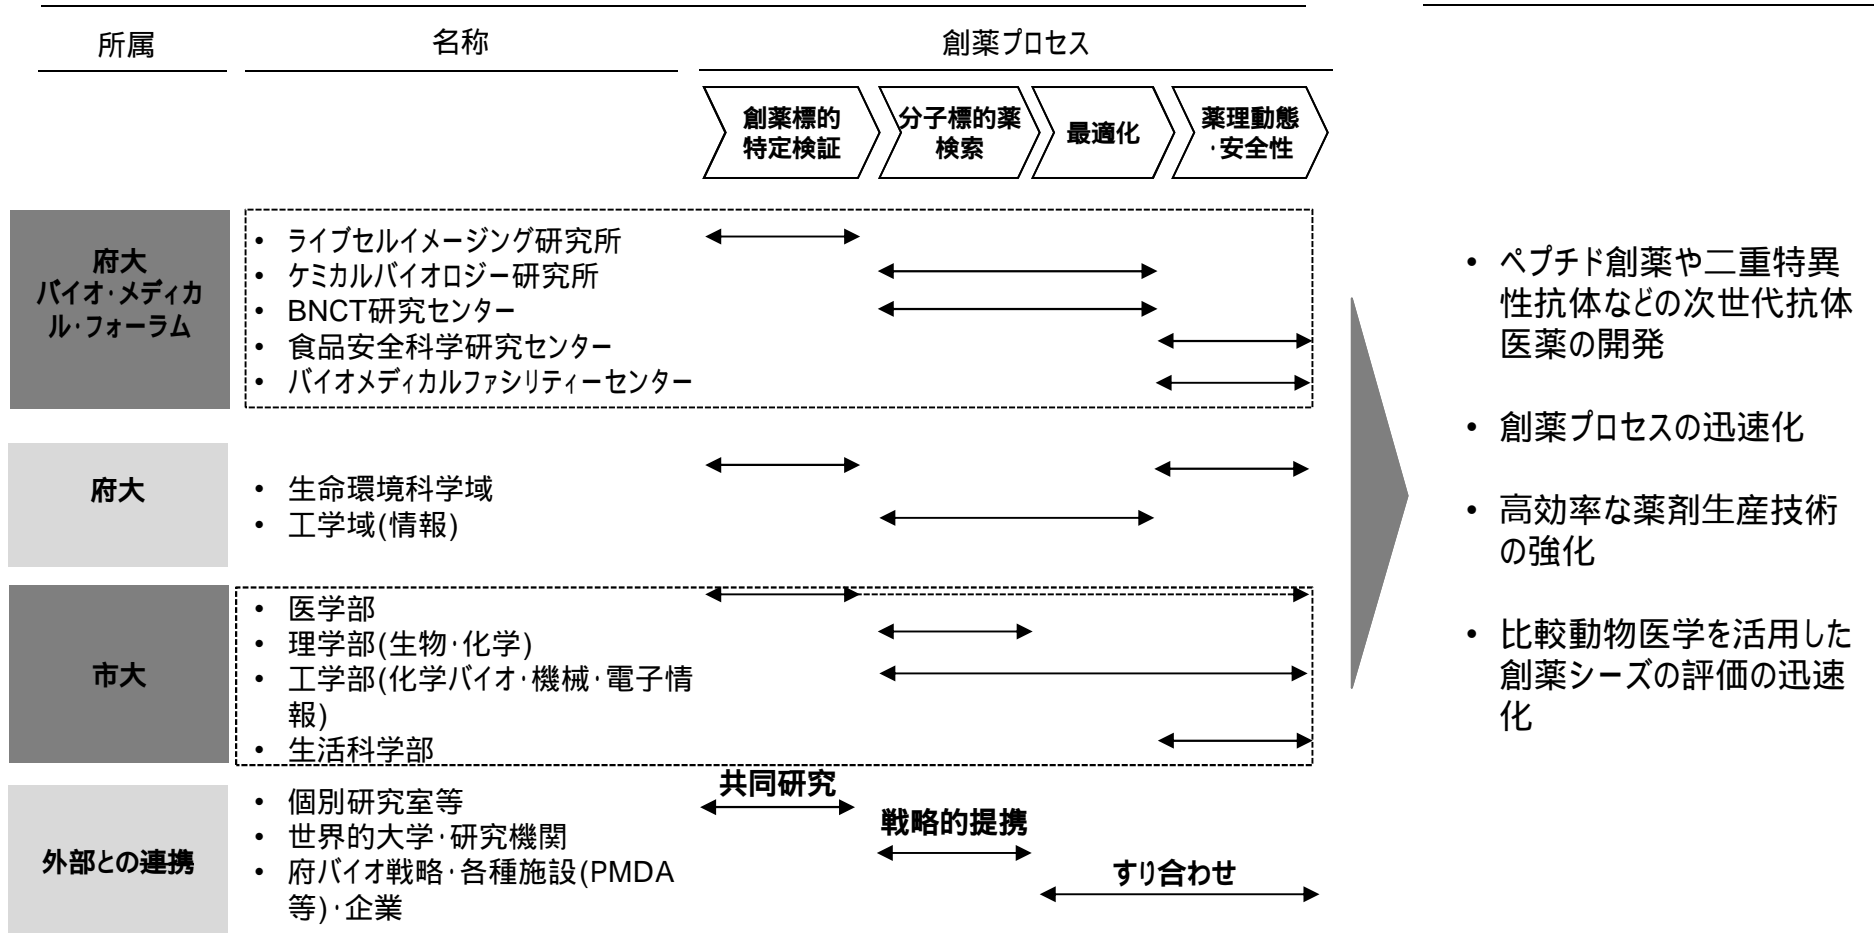 所属
名称
創薬プロセス
創薬標的
特定検証
分子標的薬
検索
最適化
薬理動態
・安全性
府大
バイオ・メディカ
ル・フォーラム
• ライブセルイメージング研究所
• ケミカルバイオロジー研究所
• BNCT研究センター
• 食品安全科学研究センター
• バイオメディカルファシリティーセンター
府大
• 生命環境科学域
• 工学域(情報)
市大
• 医学部
• 理学部(生物・化学)
• 工学部(化学バイオ・機械・電子情
報)
• 生活科学部
外部との連携
• 個別研究室等
• 世界的大学・研究機関
• 府バイオ戦略・各種施設(PMDA
等)・企業
共同研究
戦略的提携
すり合わせ
• ペプチド創薬や二重特異
性抗体などの次世代抗体
医薬の開発
• 創薬プロセスの迅速化
• 高効率な薬剤生産技術
の強化
• 比較動物医学を活用した
創薬シーズの評価の迅速
化